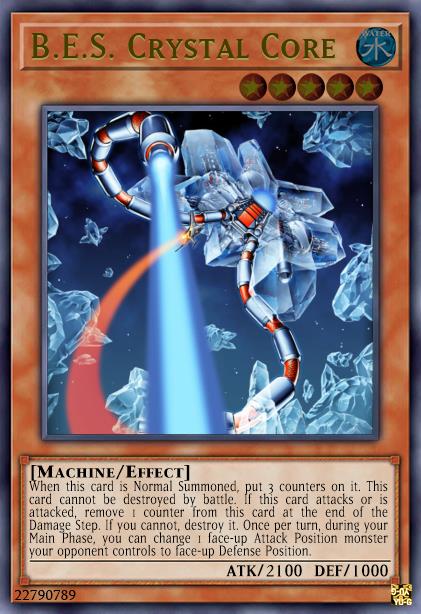 B.E.S. Crystal Core
WATER
水
[Machine/Effect]
When this card is Normal Summoned, put 3 counters on it. This
card cannot be destroyed by battle. If this card attacks or is
attacked, remove 1 counter from this card at the end of the
Damage Step. If you cannot, destroy it. Once per turn, during your
Main Phase, you can change 1 face-up Attack Position monster
your opponent controls to face-up Defense Position.
ATK/2100 DEF/1000
22790789